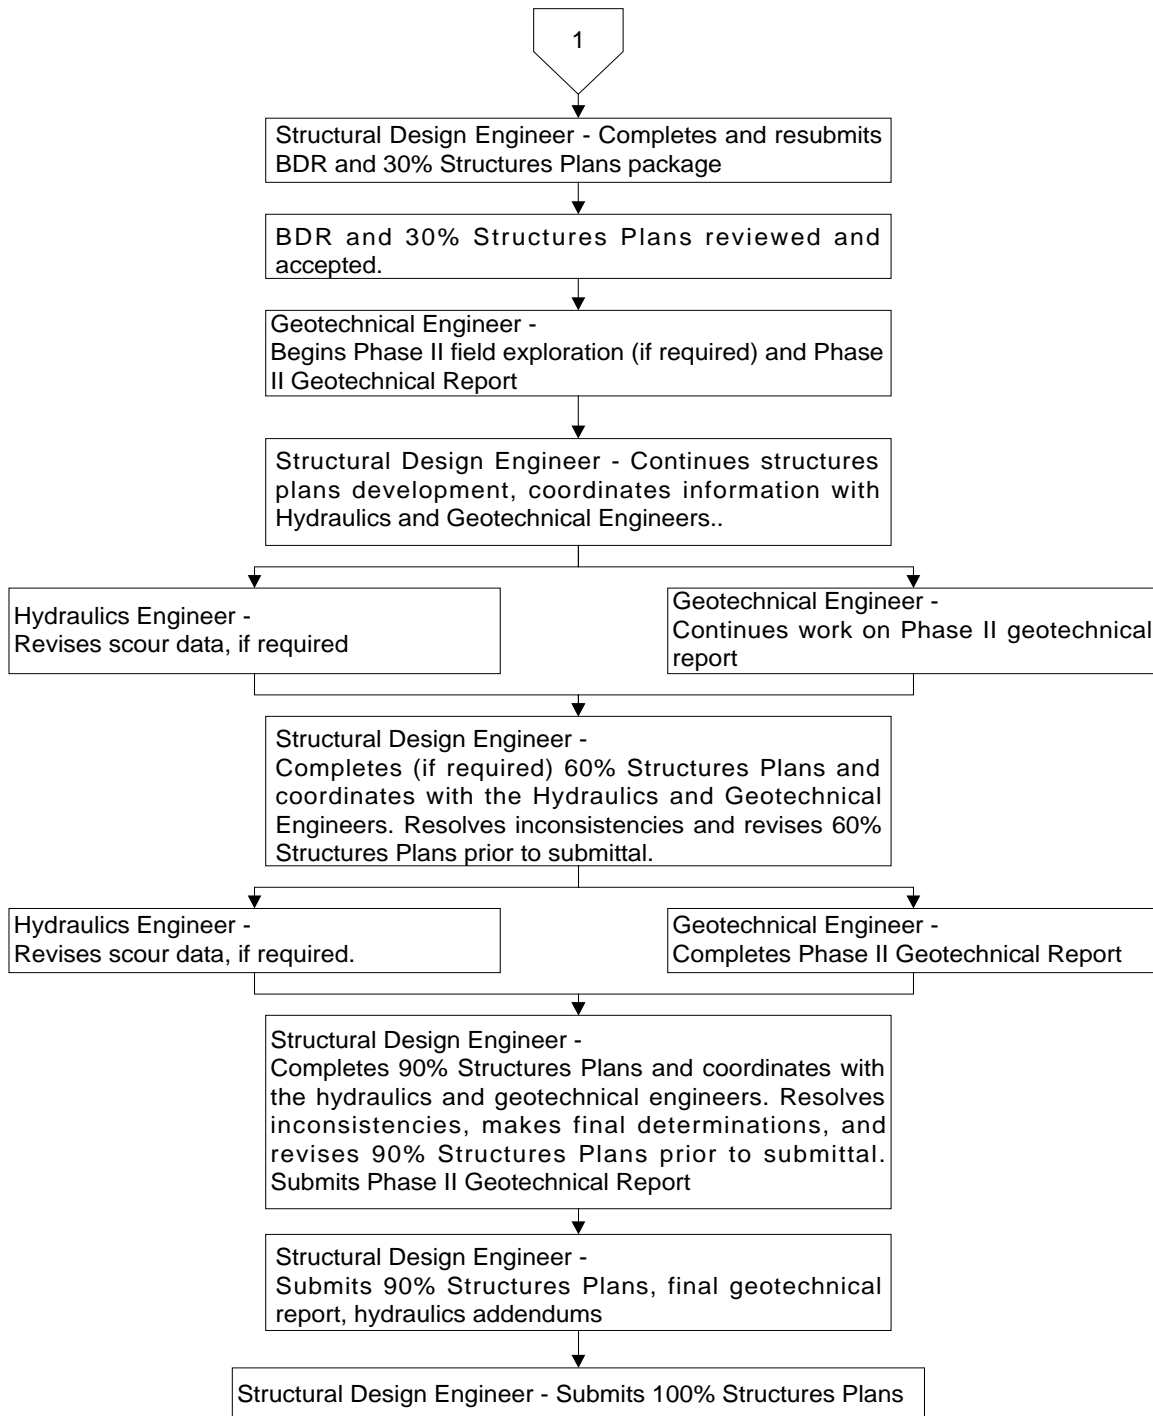 1
Structural Design Engineer - Completes and resubmits
BDR and 30% Structures Plans package
BDR and 30% Structures Plans reviewed and
accepted.
Geotechnical Engineer -
Begins Phase II field exploration (if required) and Phase
II Geotechnical Report
Structural Design Engineer - Continues structures
plans development, coordinates information with
Hydraulics and Geotechnical Engineers..
Hydraulics Engineer -
Revises scour data, if required
Geotechnical Engineer -
Continues work on Phase II geotechnical
report
Structural Design Engineer -
Completes (if required) 60% Structures Plans and
coordinates with the Hydraulics and Geotechnical
Engineers. Resolves inconsistencies and revises 60%
Structures Plans prior to submittal.
Hydraulics Engineer -
Revises scour data, if required.
Geotechnical Engineer -
Completes Phase II Geotechnical Report
Structural Design Engineer -
Completes 90% Structures Plans and coordinates with
the hydraulics and geotechnical engineers. Resolves
inconsistencies, makes final determinations, and
revises 90% Structures Plans prior to submittal.
Submits Phase II Geotechnical Report
Structural Design Engineer -
Submits 90% Structures Plans, final geotechnical
report, hydraulics addendums
Structural Design Engineer - Submits 100% Structures Plans